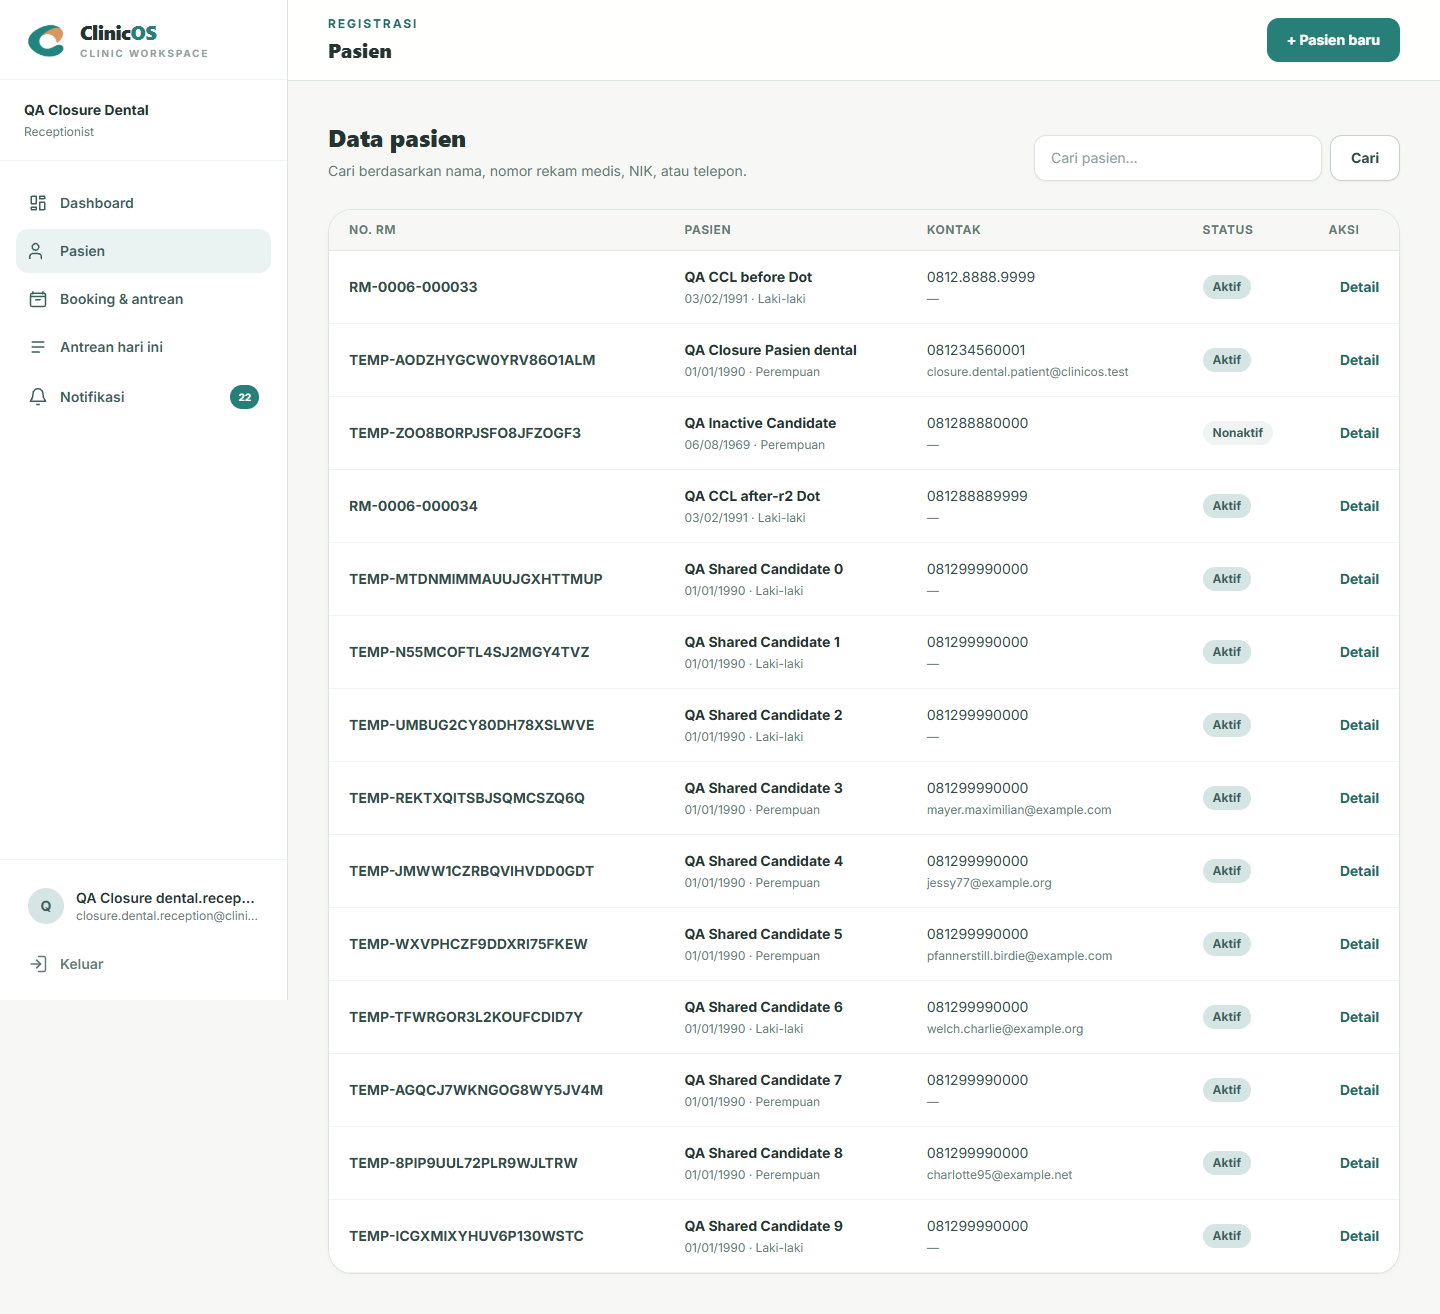 ClinicOS
CLINIC WORKSPACE
QA Closure Dental
Receptionist
Dashboard
Pasien
Booking & antrean
Antrean hari ini
Notifikasi 22
Q
QA Closure dental.recep...
closure.dental.reception@clini...
Keluar
REGISTRASI
Pasien
+ Pasien baru
Data pasien
Cari berdasarkan nama, nomor rekam medis, NIK, atau telepon.
Cari pasien...
Cari
NO. RM PASIEN KONTAK STATUS AKSI
RM-0006-000033 QA CCL before Dot 0812.8888.9999 Aktif Detail
03/02/1991 · Laki-laki —
TEMP-AODZHYGCW0YRV86O1ALM QA Closure Pasien dental 081234560001 Aktif Detail
01/01/1990 · Perempuan closure.dental.patient@clinicos.test
TEMP-ZOO8BORPJSFO8JFZOGF3 QA Inactive Candidate 081288880000 Nonaktif Detail
06/08/1969 · Perempuan —
RM-0006-000034 QA CCL after-r2 Dot 081288889999 Aktif Detail
03/02/1991 · Laki-laki —
TEMP-MTDNMIMMAUUJGXHTTMUP QA Shared Candidate 0 081299990000 Aktif Detail
01/01/1990 · Laki-laki —
TEMP-N55MCOFTL4SJ2MGY4TVZ QA Shared Candidate 1 081299990000 Aktif Detail
01/01/1990 · Laki-laki —
TEMP-UMBUG2CY80DH78XSLWVE QA Shared Candidate 2 081299990000 Aktif Detail
01/01/1990 · Laki-laki —
TEMP-REKTXQITSBJSQMCSZQ6Q QA Shared Candidate 3 081299990000 Aktif Detail
01/01/1990 · Perempuan mayer.maximilian@example.com
TEMP-JMWW1CZRBQVIHVDD0GDT QA Shared Candidate 4 081299990000 Aktif Detail
01/01/1990 · Perempuan jessy77@example.org
TEMP-WXVPHCZF9DDXRI75FKEW QA Shared Candidate 5 081299990000 Aktif Detail
01/01/1990 · Perempuan pfannerstill.birdie@example.com
TEMP-TFWRGOR3L2KOUFCDID7Y QA Shared Candidate 6 081299990000 Aktif Detail
01/01/1990 · Laki-laki welch.charlie@example.org
TEMP-AGQCJ7WKNGOG8WY5JV4M QA Shared Candidate 7 081299990000 Aktif Detail
01/01/1990 · Perempuan —
TEMP-8PIP9UUL72PLR9WJLTRW QA Shared Candidate 8 081299990000 Aktif Detail
01/01/1990 · Perempuan charlotte95@example.net
TEMP-ICGXMIXYHUV6P130WSTC QA Shared Candidate 9 081299990000 Aktif Detail
01/01/1990 · Laki-laki —